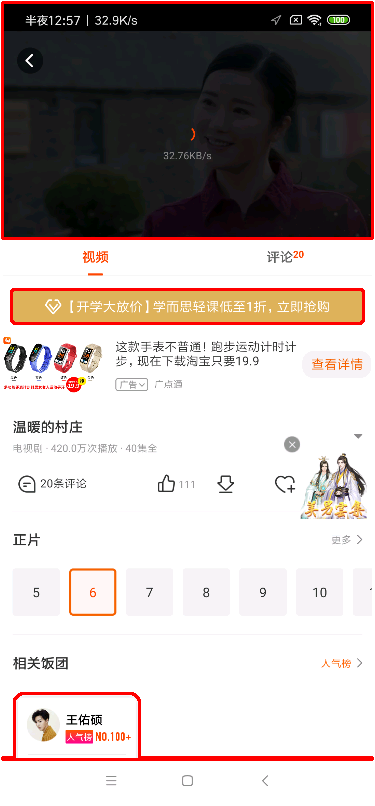 半夜12:57 | 32.9K/s
100
32.76KB/s
视频
评论20
【开学大放价】学而思轻课低至1折，立即抢购
这款手表不普通！跑步运动计时计
步，现在下载淘宝只要19.9
查看详情
广告
广点通
温暖的村庄
电视剧 · 420.0万次播放 · 40集全
20条评论
111
美男云集
正片
更多
5
6
7
8
9
10
1
相关饭团
人气榜
王佑硕
人气榜 NO.100+